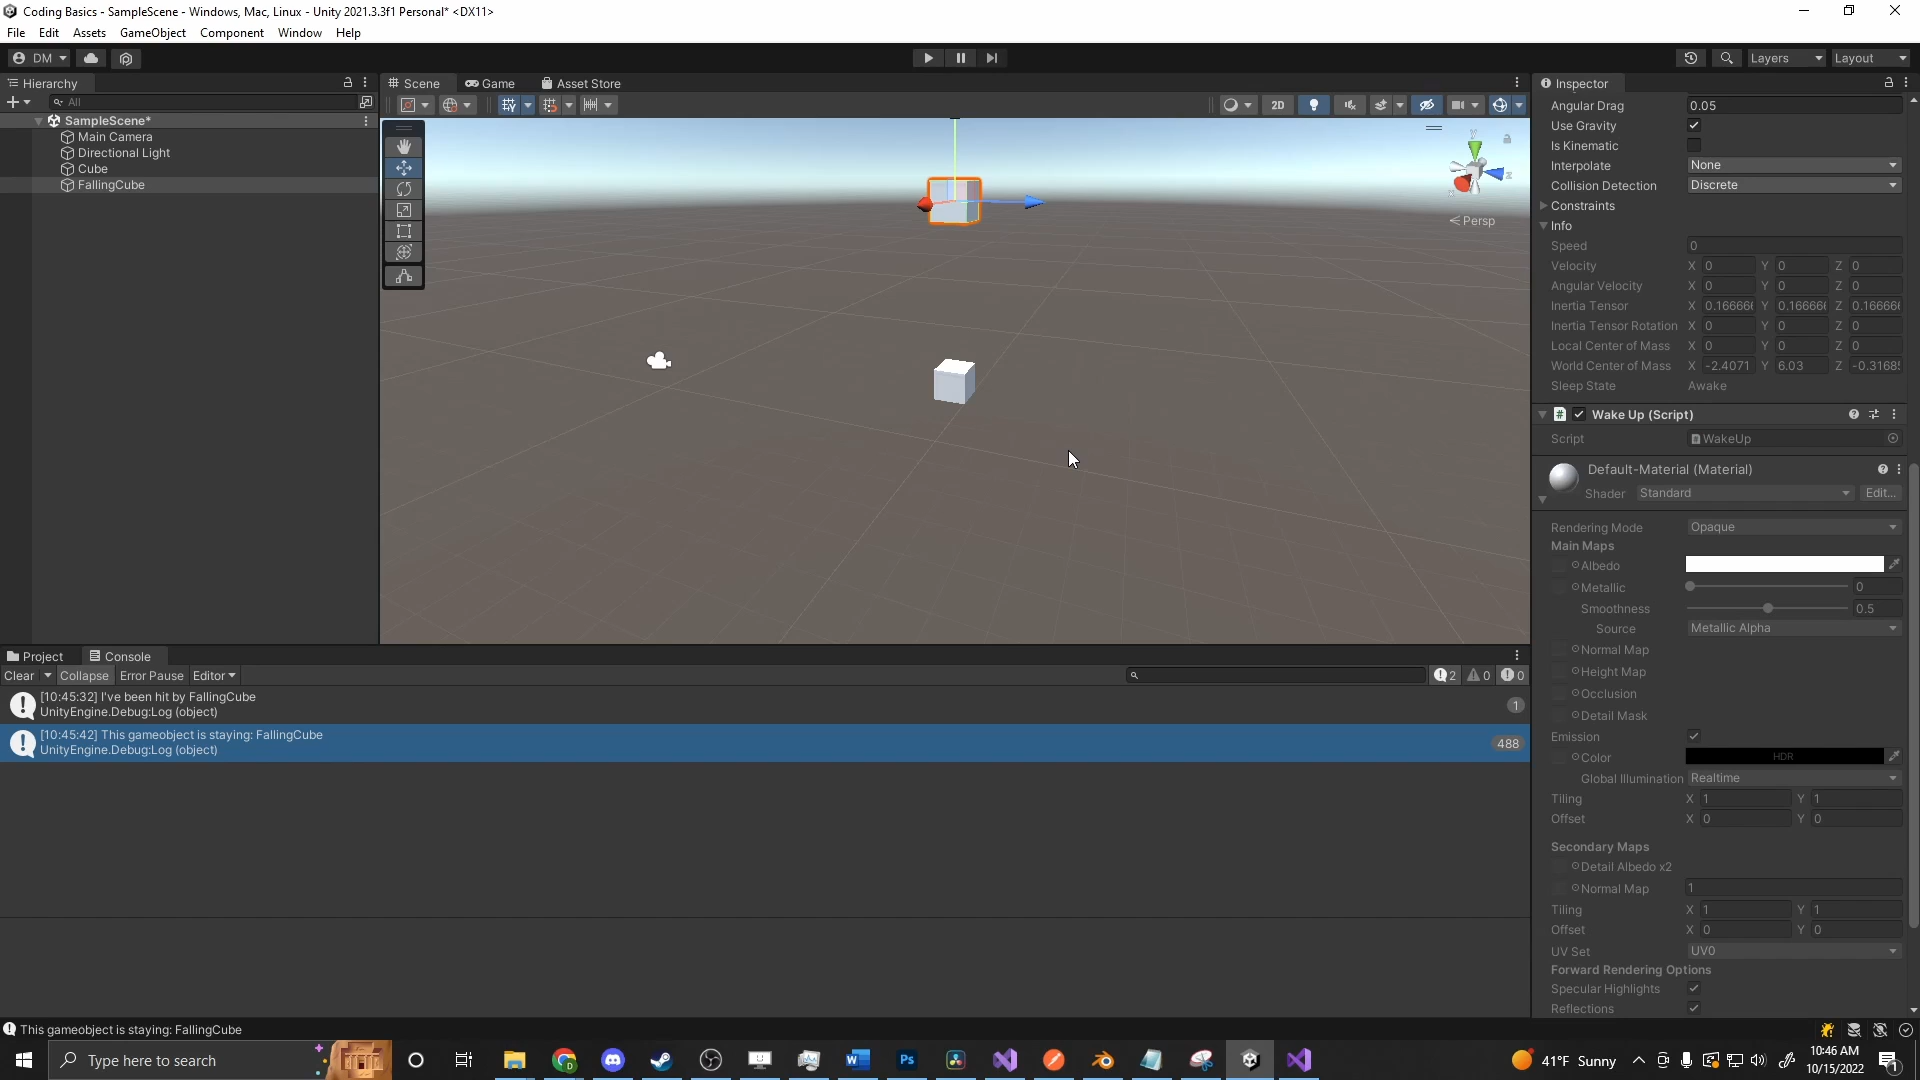 Coding Basics - SampleScene - Windows, Mac, Linux - Unity 2021.3.3f1 Personal* <DX11>
File Edit Assets GameObject Component Window Help
DM
Layers Layout
Hierarchy
All
SampleScene*
Main Camera
Directional Light
Cube
FallingCube
Scene Game Asset Store
2D
y
z
x
Persp
Inspector
Angular Drag 0.05
Use Gravity
Is Kinematic
Interpolate None
Collision Detection Discrete
Constraints
Info
Speed 0
Velocity X 0 Y 0 Z 0
Angular Velocity X 0 Y 0 Z 0
Inertia Tensor X 0.166666 Y 0.166666 Z 0.166666
Inertia Tensor Rotation X 0 Y 0 Z 0
Local Center of Mass X 0 Y 0 Z 0
World Center of Mass X -2.4071 Y 6.03 Z -0.3168
Sleep State Awake
# Wake Up (Script)
Script WakeUp
Default-Material (Material)
Shader Standard Edit...
Rendering Mode Opaque
Main Maps
Albedo
Metallic 0
Smoothness 0.5
Source Metallic Alpha
Normal Map
Height Map
Occlusion
Detail Mask
Emission
Color HDR
Global Illumination Realtime
Tiling X 1 Y 1
Offset X 0 Y 0
Secondary Maps
Detail Albedo x2
Normal Map 1
Tiling X 1 Y 1
Offset X 0 Y 0
UV Set UV0
Forward Rendering Options
Specular Highlights
Reflections
Project Console
Clear Collapse Error Pause Editor 2 0 0
[10:45:32] I've been hit by FallingCube
UnityEngine.Debug:Log (object)
1
[10:45:42] This gameobject is staying: FallingCube
UnityEngine.Debug:Log (object)
488
This gameobject is staying: FallingCube
Type here to search
41°F Sunny
10:46 AM
10/15/2022
1